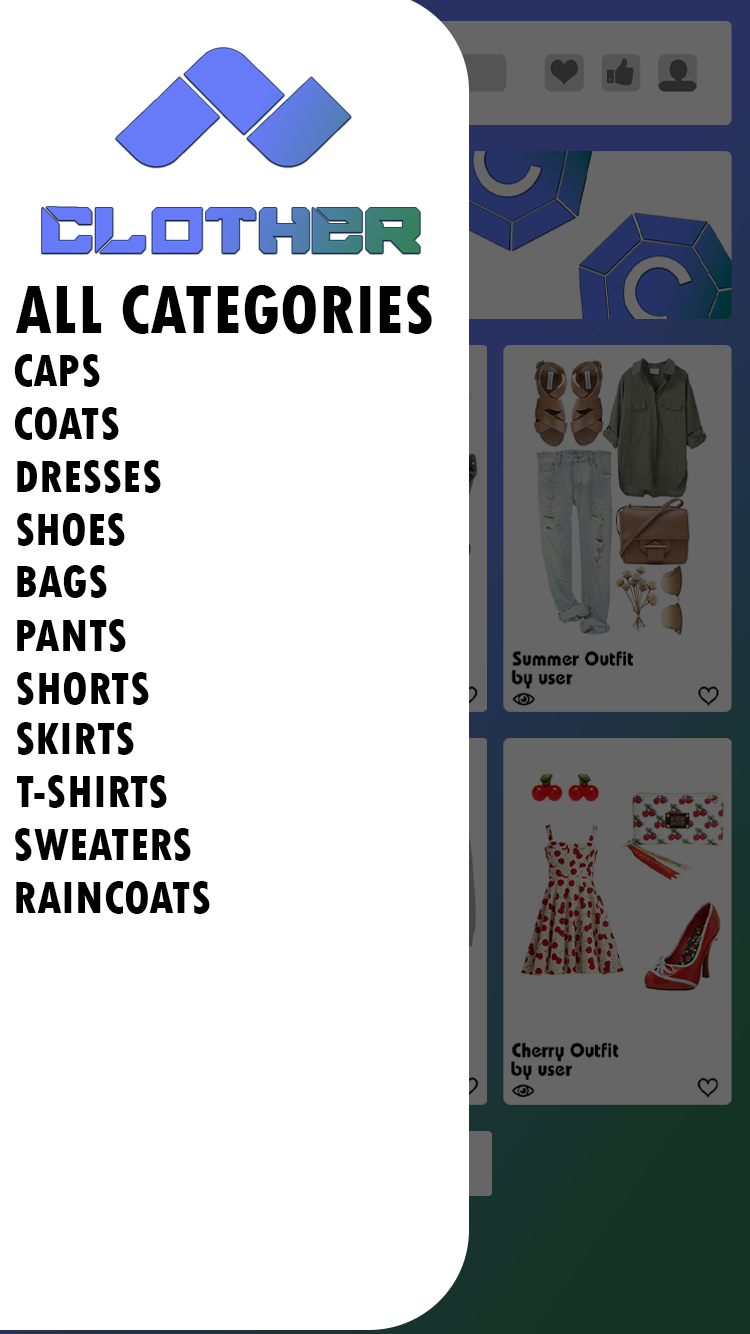 CLOTHER
ALL CATEGORIES
CAPS
COATS
DRESSES
SHOES
BAGS
PANTS
SHORTS
SKIRTS
T-SHIRTS
SWEATERS
RAINCOATS
C
C
Summer Outfit
by user
Cherry Outfit
by user